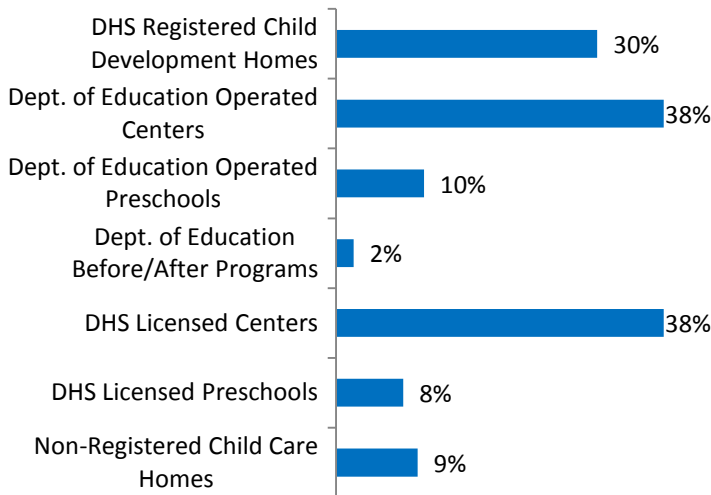 DHS Registered Child
Development Homes
30%
Dept. of Education Operated
Centers
38%
Dept. of Education Operated
Preschools
10%
Dept. of Education
Before/After Programs
2%
DHS Licensed Centers
38%
DHS Licensed Preschools
8%
Non-Registered Child Care
Homes
9%